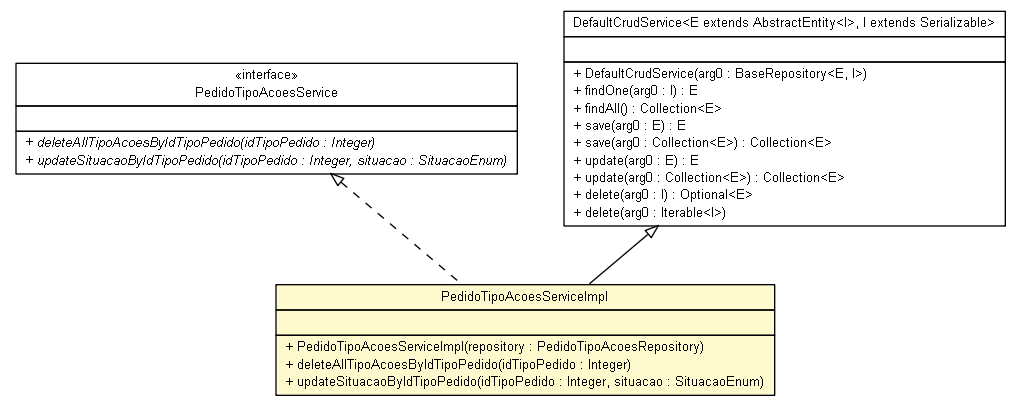 «interface»
PedidoTipoAcoesService
+ deleteAllTipoAcoesByIdTipoPedido(idTipoPedido : Integer)
+ updateSituacaoByIdTipoPedido(idTipoPedido : Integer, situacao : SituacaoEnum)
DefaultCrudService<E extends AbstractEntity<I>, I extends Serializable>
+ DefaultCrudService(arg0 : BaseRepository<E, I>)
+ findOne(arg0 : I) : E
+ findAll() : Collection<E>
+ save(arg0 : E) : E
+ save(arg0 : Collection<E>) : Collection<E>
+ update(arg0 : E) : E
+ update(arg0 : Collection<E>) : Collection<E>
+ delete(arg0 : I) : Optional<E>
+ delete(arg0 : Iterable<I>)
PedidoTipoAcoesServiceImpl
+ PedidoTipoAcoesServiceImpl(repository : PedidoTipoAcoesRepository)
+ deleteAllTipoAcoesByIdTipoPedido(idTipoPedido : Integer)
+ updateSituacaoByIdTipoPedido(idTipoPedido : Integer, situacao : SituacaoEnum)